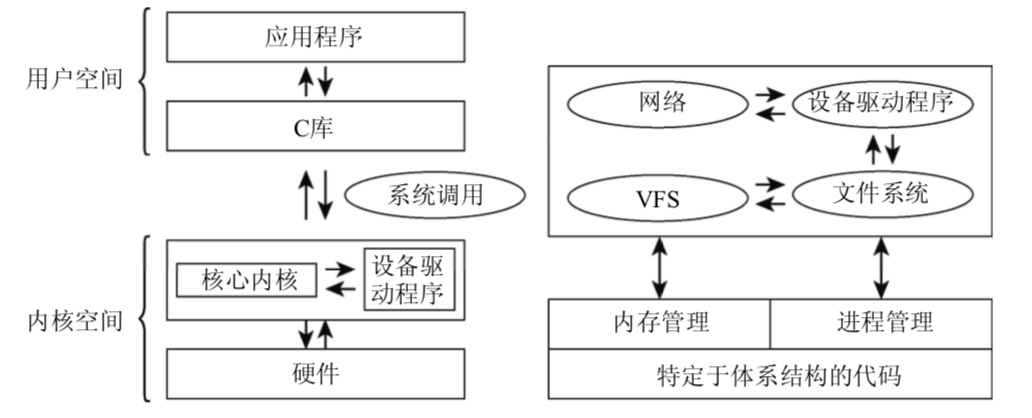 用户空间
应用程序
C库
系统调用
内核空间
核心内核
设备驱
动程序
硬件
网络
设备驱动程序
VFS
文件系统
内存管理
进程管理
特定于体系结构的代码